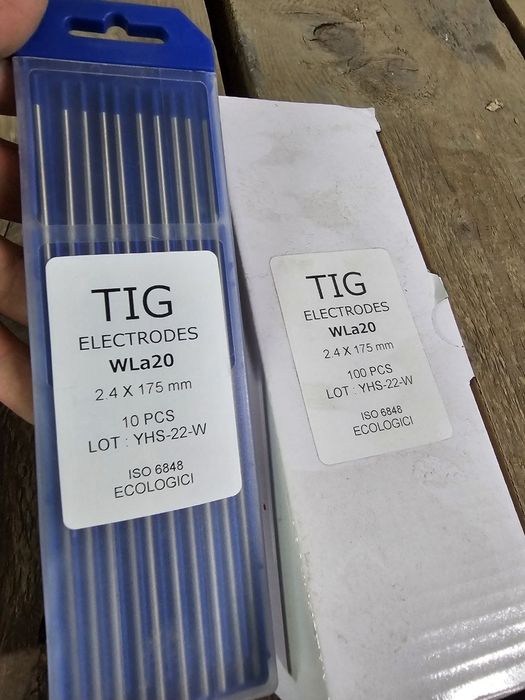 TIG
ELECTRODES
WLa20
2.4 X 175 mm
10 PCS
LOT : YHS-22-W
ISO 6848
ECOLOGICI
TIG
ELECTRODES
WLa20
2.4 X 175 mm
100 PCS
LOT : YHS-22-W
ISO 6848
ECOLOGICI